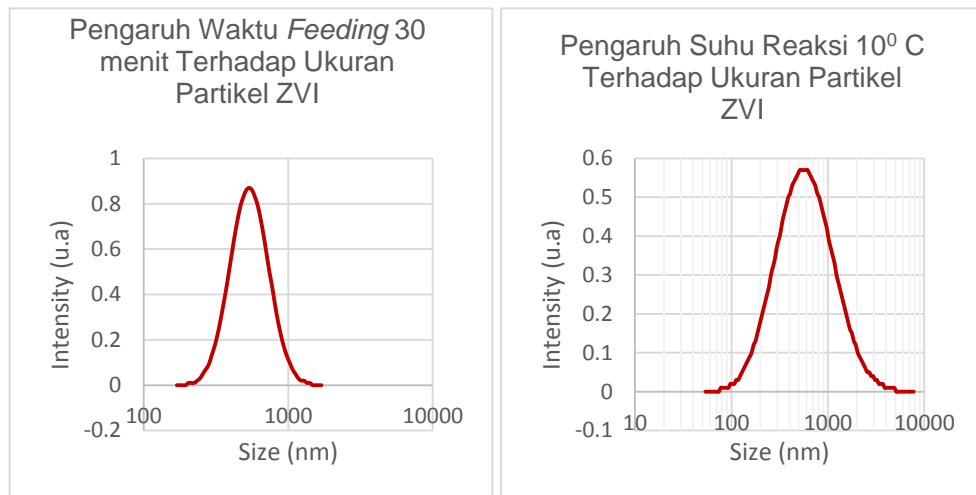 Pengaruh Waktu Feeding 30
menit Terhadap Ukuran
Partikel ZVI
1
0.8
0.6
0.4
0.2
0
-0.2
Intensity (u.a)
100
1000
10000
Size (nm)
Pengaruh Suhu Reaksi 10⁰ C
Terhadap Ukuran Partikel
ZVI
0.6
0.5
0.4
0.3
0.2
0.1
0
-0.1
Intensity (u.a)
10
100
1000
10000
Size (nm)